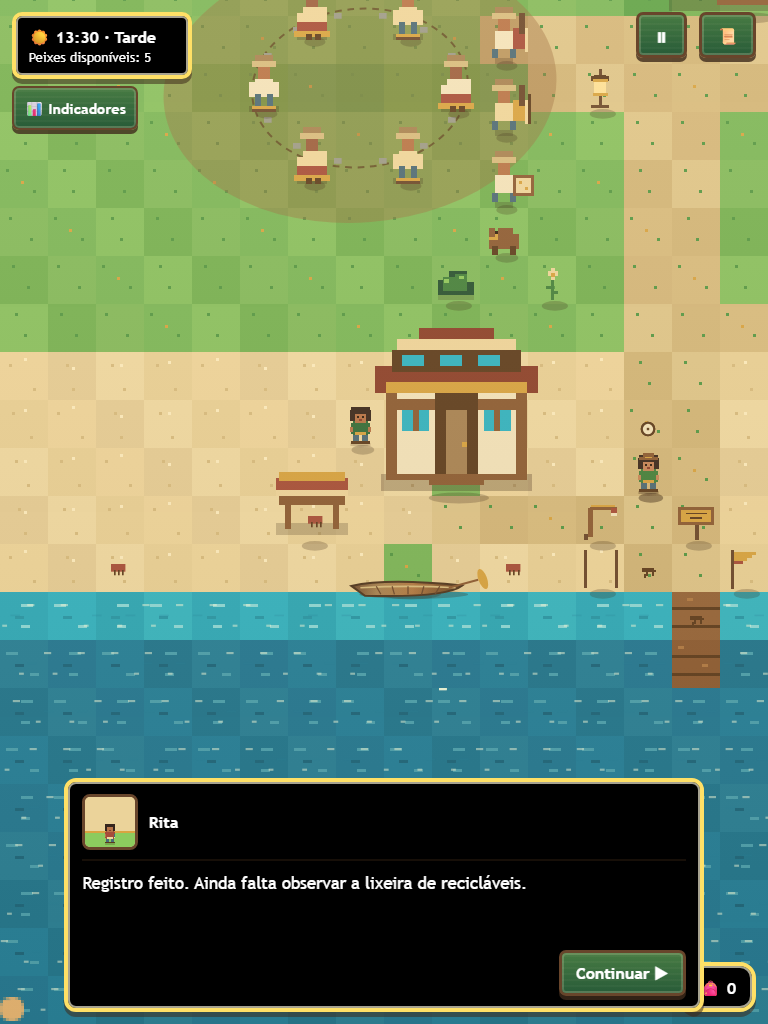 13:30 · Tarde
Peixes disponíveis: 5
Indicadores
Rita
Registro feito. Ainda falta observar a lixeira de recicláveis.
Continuar ▶
0